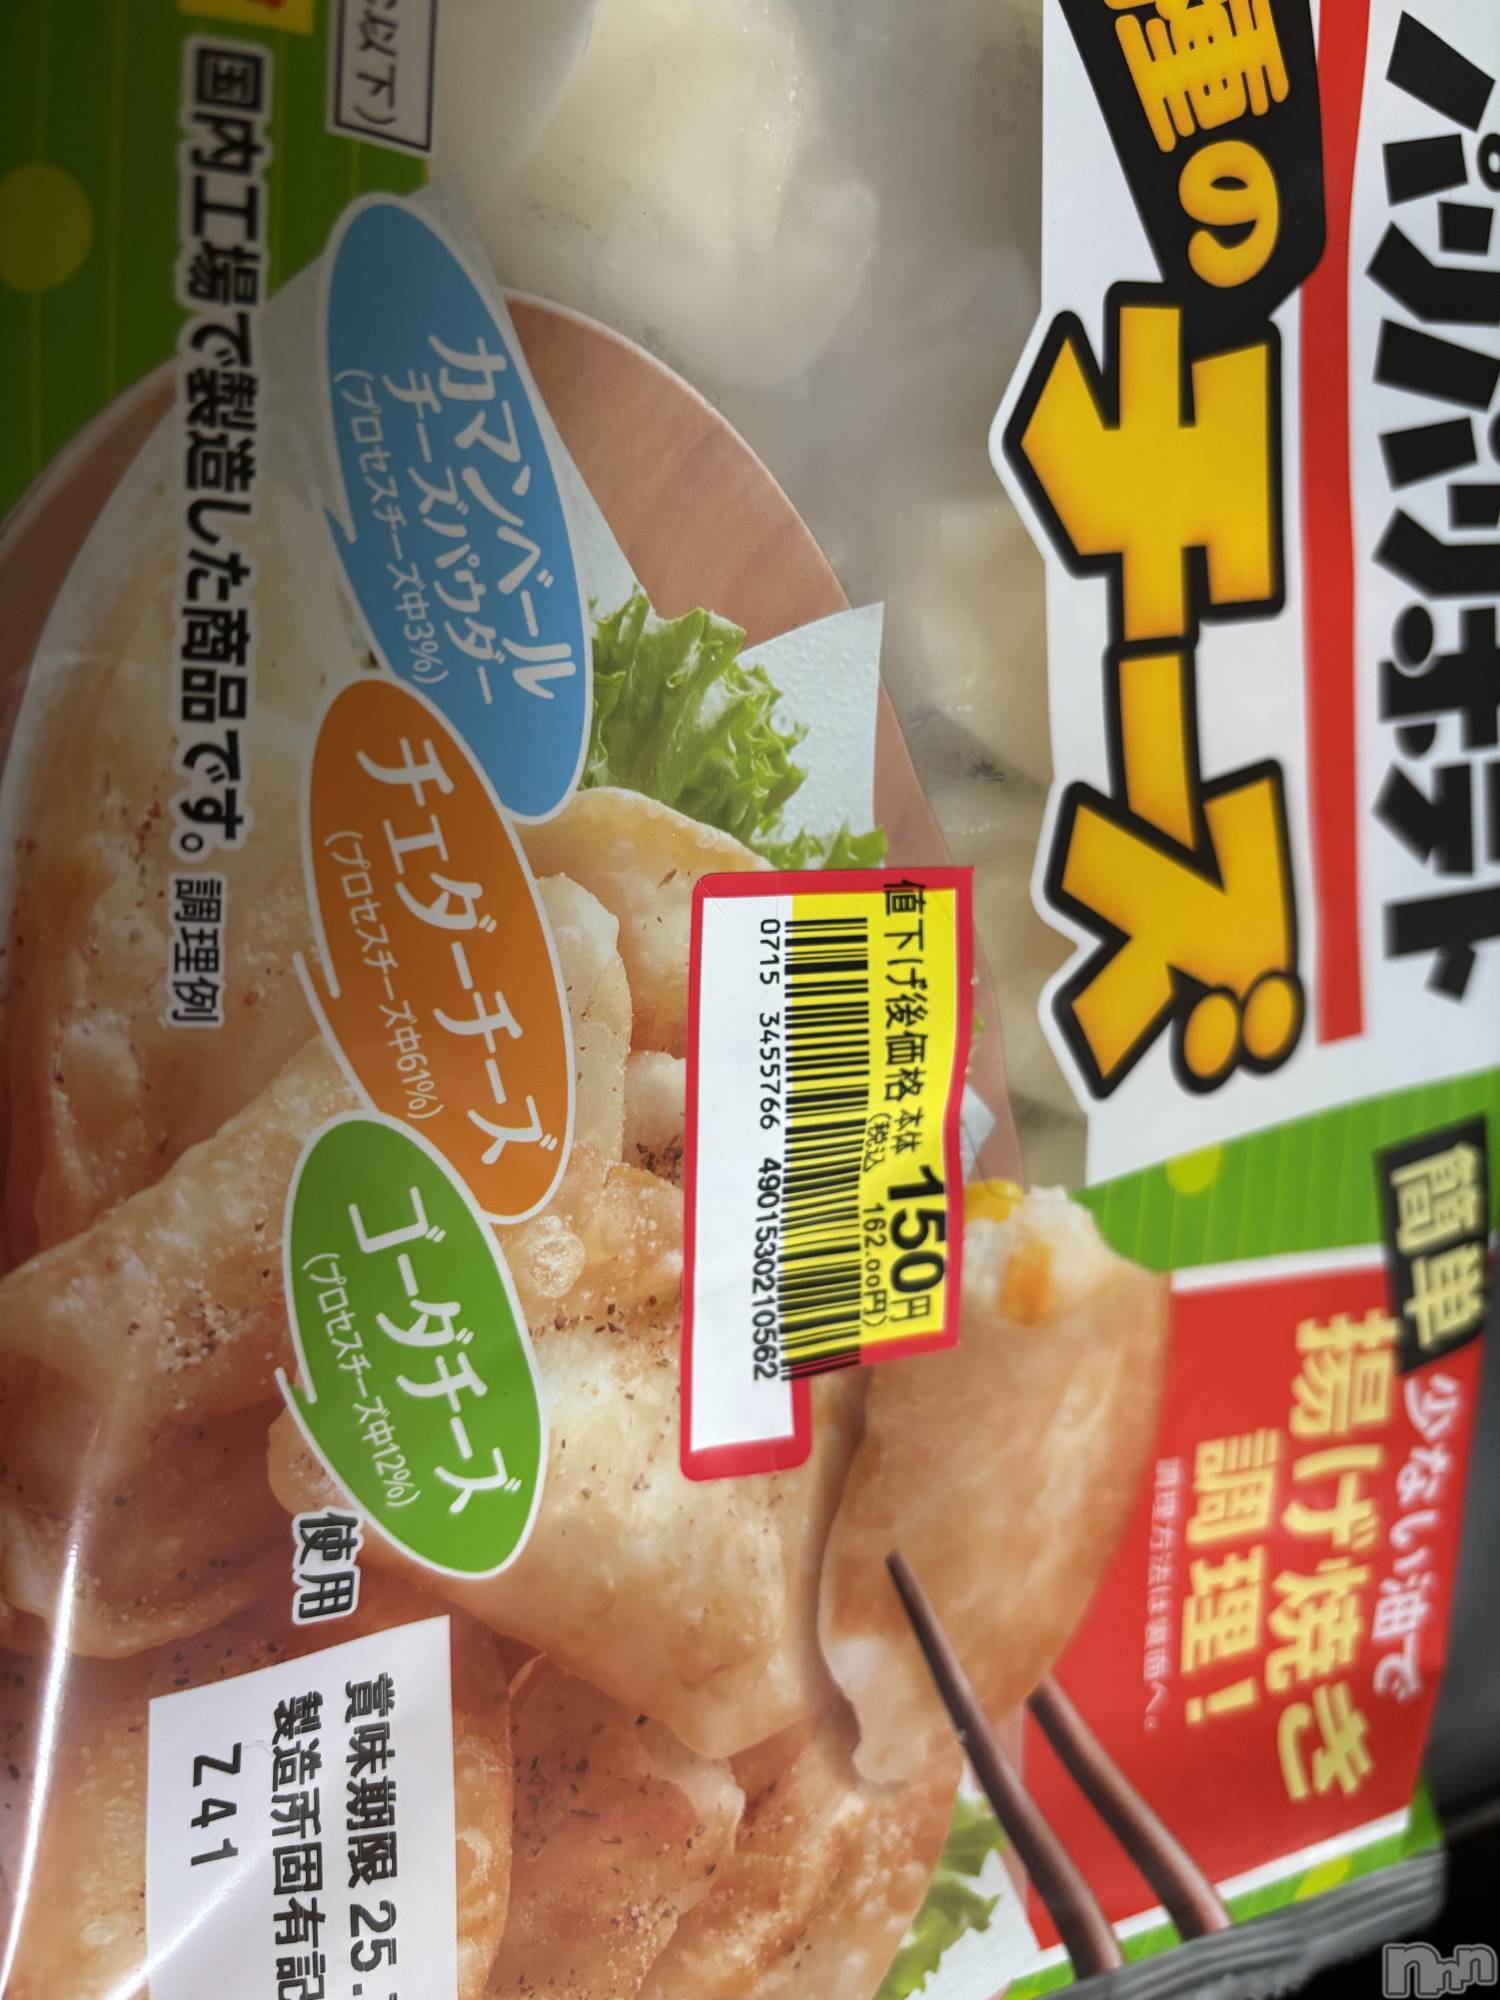 パリパリポテト
種のチーズ
簡単
少ない油で
揚げ焼き
調理!
調理方法は裏面へ。
値下げ後価格 本体 150円
(税込 162.00円)
0715 3455766 4901530210562
℃以下)
カマンベール
チーズパウダー
(プロセスチーズ中3%)
チェダーチーズ
(プロセスチーズ中61%)
ゴーダチーズ
(プロセスチーズ中12%)
使用
国内工場で製造した商品です。調理例
賞味期限 25.
製造所固有記
Z41